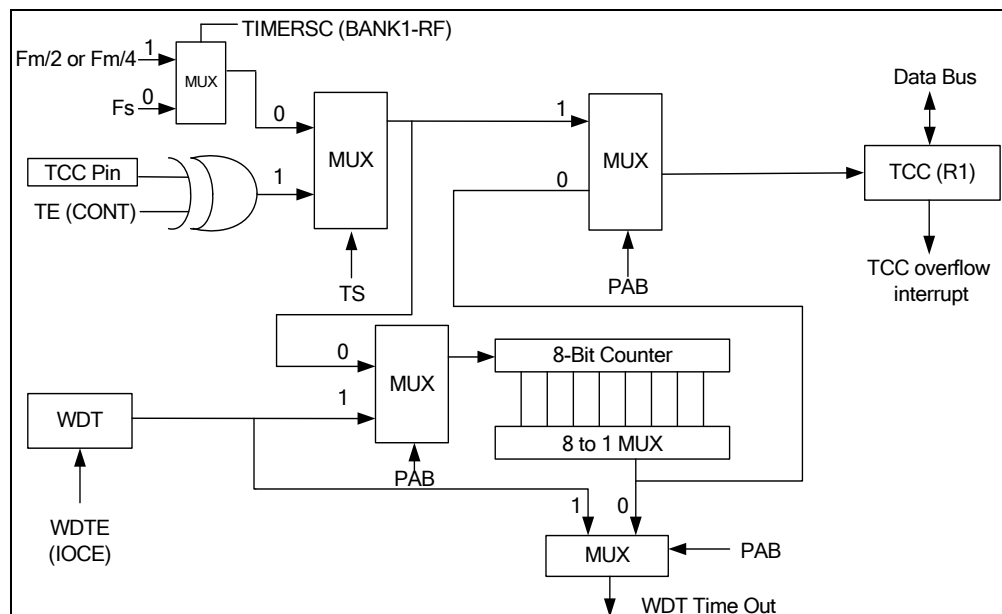 TIMERSC (BANK1-RF)
Fm/2 or Fm/4
1
MUX
Fs
0
0
MUX
TCC Pin
TE (CONT)
1
TS
1
MUX
0
PAB
Data Bus
TCC (R1)
TCC overflow
interrupt
0
MUX
1
PAB
8-Bit Counter
8 to 1 MUX
WDT
WDTE
(IOCE)
1
0
MUX
PAB
WDT Time Out